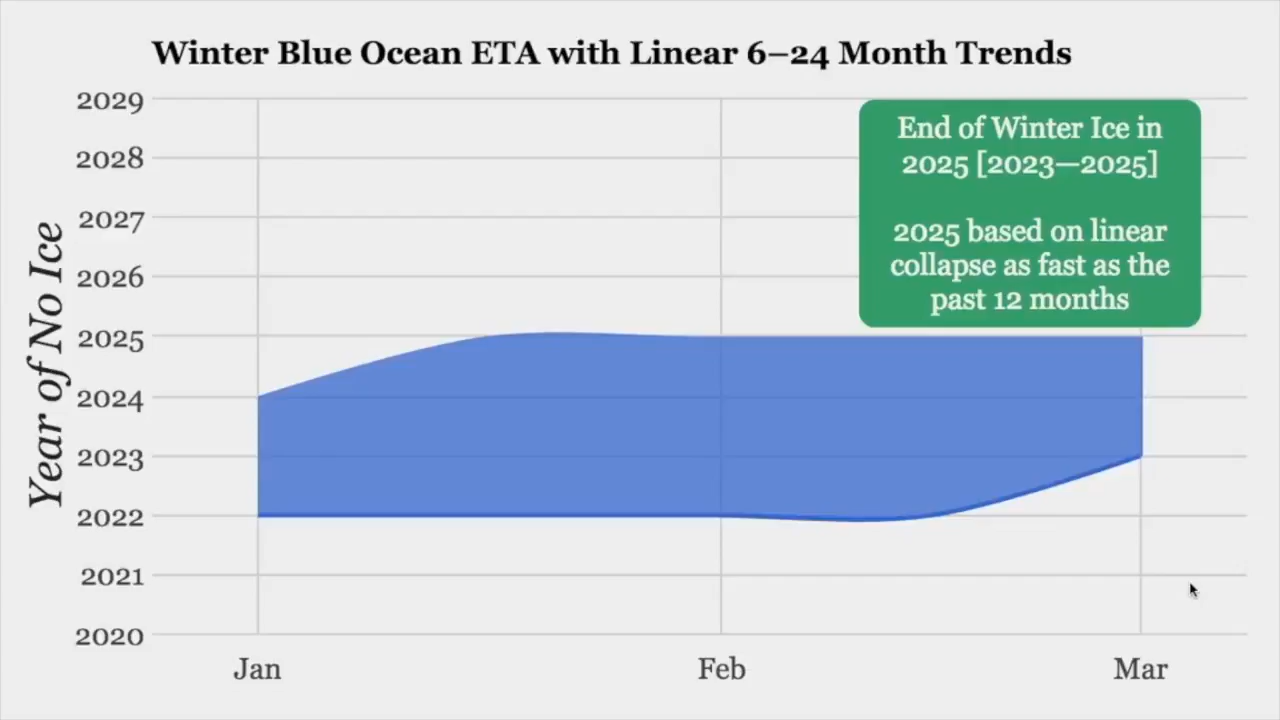 Winter Blue Ocean ETA with Linear 6–24 Month Trends
Year of No Ice
2029
2028
2027
2026
2025
2024
2023
2022
2021
2020
End of Winter Ice in
2025 [2023—2025]
2025 based on linear
collapse as fast as the
past 12 months
Jan
Feb
Mar